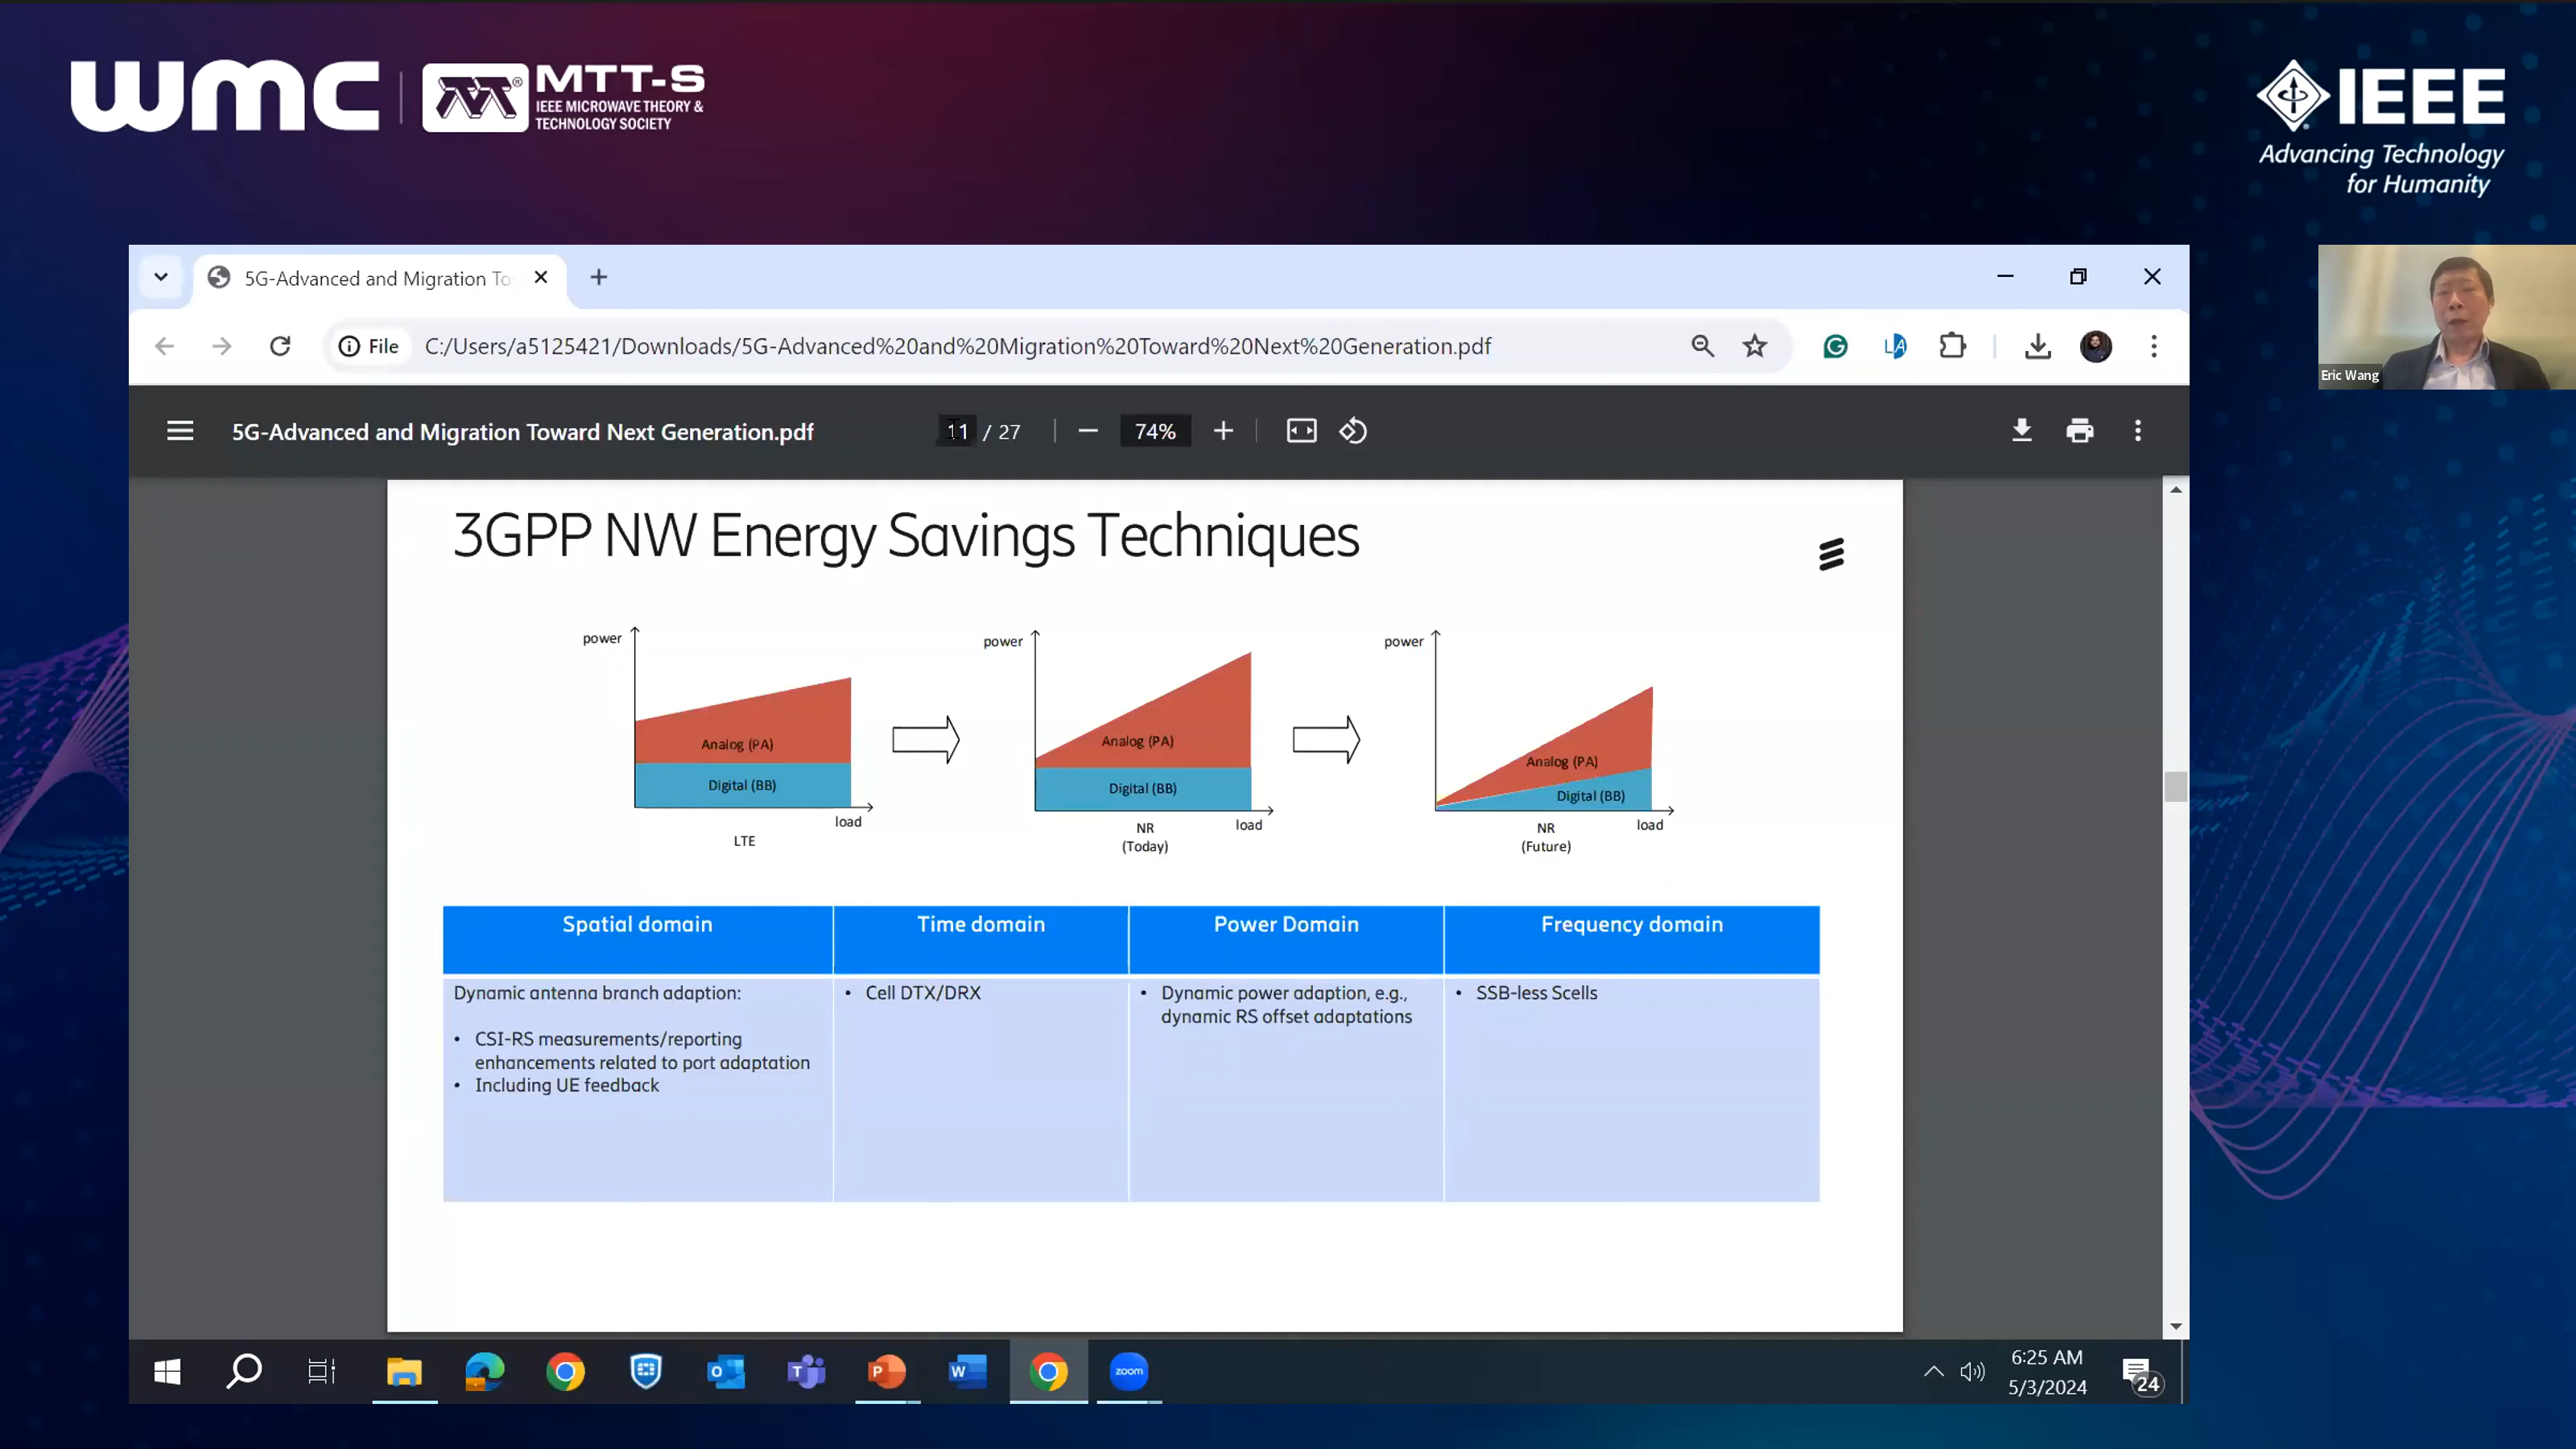 wmc
MTT-S
IEEE MICROWAVE THEORY &
TECHNOLOGY SOCIETY
IEEE
Advancing Technology
for Humanity
5G-Advanced and Migration To
File
C:/Users/a5125421/Downloads/5G-Advanced%20and%20Migration%20Toward%20Next%20Generation.pdf
Eric Wang
5G-Advanced and Migration Toward Next Generation.pdf
11 / 27
74%
3GPP NW Energy Savings Techniques
power
Analog (PA)
Digital (BB)
load
LTE
power
Analog (PA)
Digital (BB)
load
NR
(Today)
power
Analog (PA)
Digital (BB)
load
NR
(Future)
Spatial domain
Time domain
Power Domain
Frequency domain
Dynamic antenna branch adaption:
• CSI-RS measurements/reporting
enhancements related to port adaptation
• Including UE feedback
• Cell DTX/DRX
• Dynamic power adaption, e.g.,
dynamic RS offset adaptations
• SSB-less Scells
zoom
6:25 AM
5/3/2024
24